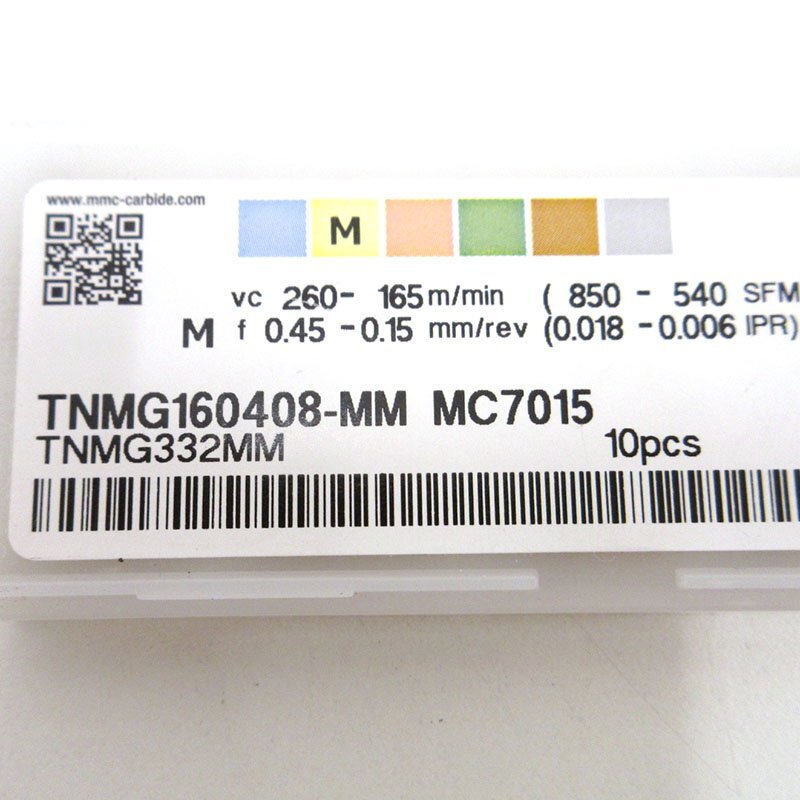 www.mmc-carbide.com
M
vc 260- 165m/min ( 850 - 540 SFM
M f 0.45 -0.15 mm/rev (0.018 -0.006 IPR)
TNMG160408-MM MC7015
TNMG332MM 10pcs